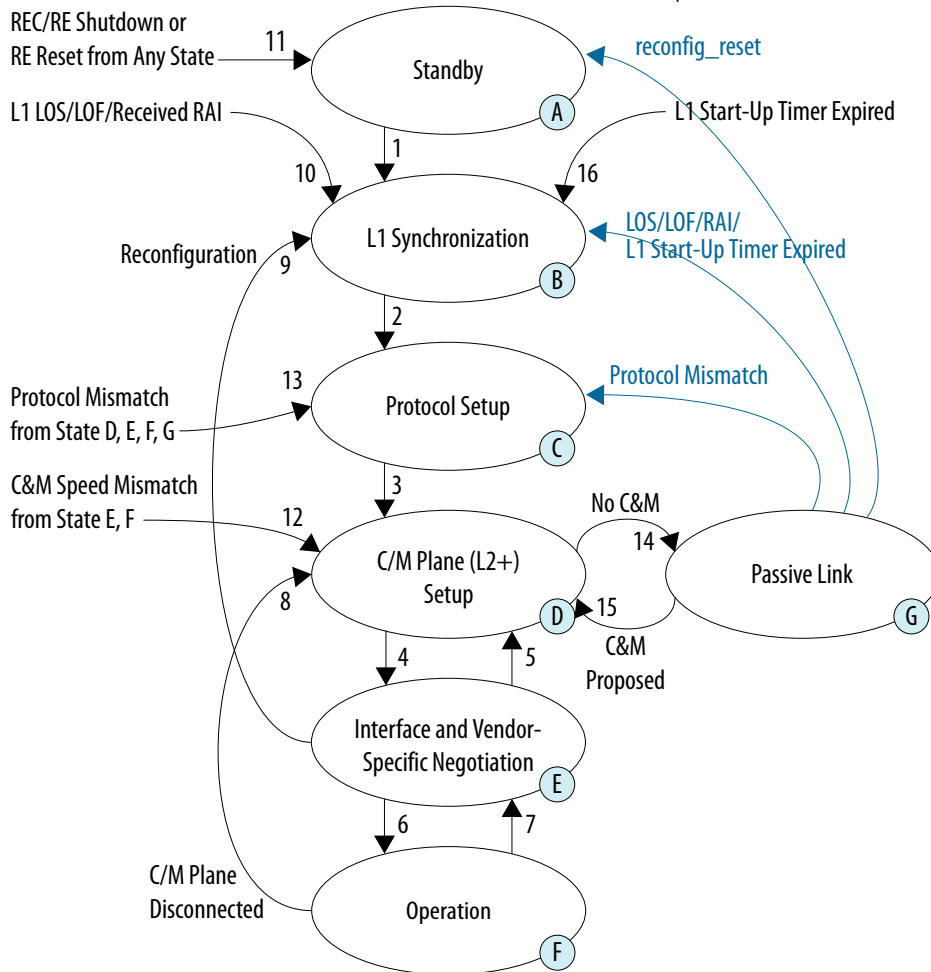 REC/RE Shutdown or
RE Reset from Any State
11
Standby
A
reconfig_reset
L1 LOS/LOF/Received RAI
10
1
L1 Start-Up Timer Expired
16
Reconfiguration
9
L1 Synchronization
B
LOS/LOF/RAI/
L1 Start-Up Timer Expired
2
Protocol Mismatch
from State D, E, F, G
13
Protocol Setup
C
Protocol Mismatch
3
C&M Speed Mismatch
from State E, F
12
8
C/M Plane (L2+)
Setup
D
No C&M
14
15
C&M
Proposed
Passive Link
G
4
5
Interface and Vendor-
Specific Negotiation
E
6
7
C/M Plane
Disconnected
Operation
F